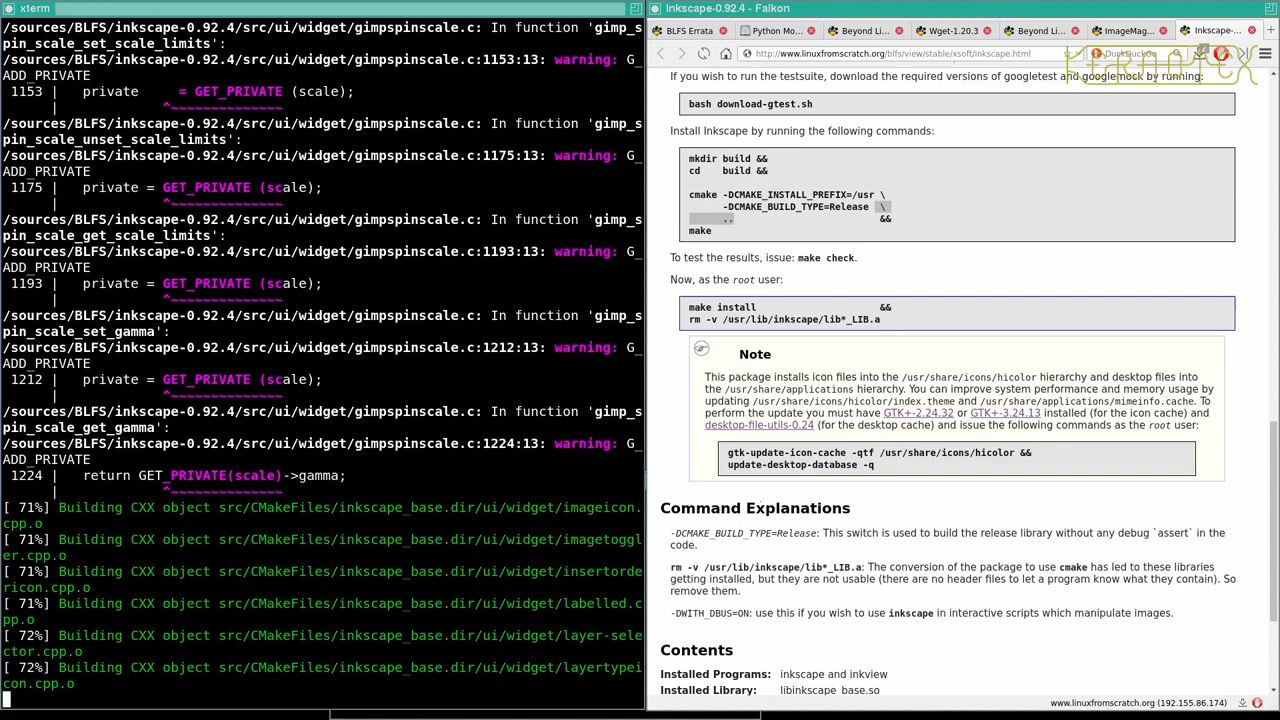 xterm
/sources/BLFS/inkscape-0.92.4/src/ui/widget/gimpspinscale.c: In function 'gimp_s
pin_scale_set_scale_limits':
/sources/BLFS/inkscape-0.92.4/src/ui/widget/gimpspinscale.c:1153:13: warning: G_
ADD_PRIVATE
1153 |   private     = GET_PRIVATE (scale);
|               ^~~~~~~~~~~~~~~
/sources/BLFS/inkscape-0.92.4/src/ui/widget/gimpspinscale.c: In function 'gimp_s
pin_scale_unset_scale_limits':
/sources/BLFS/inkscape-0.92.4/src/ui/widget/gimpspinscale.c:1175:13: warning: G_
ADD_PRIVATE
1175 |   private = GET_PRIVATE (scale);
|             ^~~~~~~~~~~~~~~
/sources/BLFS/inkscape-0.92.4/src/ui/widget/gimpspinscale.c: In function 'gimp_s
pin_scale_get_scale_limits':
/sources/BLFS/inkscape-0.92.4/src/ui/widget/gimpspinscale.c:1193:13: warning: G_
ADD_PRIVATE
1193 |   private = GET_PRIVATE (scale);
|             ^~~~~~~~~~~~~~~
/sources/BLFS/inkscape-0.92.4/src/ui/widget/gimpspinscale.c: In function 'gimp_s
pin_scale_set_gamma':
/sources/BLFS/inkscape-0.92.4/src/ui/widget/gimpspinscale.c:1212:13: warning: G_
ADD_PRIVATE
1212 |   private = GET_PRIVATE (scale);
|             ^~~~~~~~~~~~~~~
/sources/BLFS/inkscape-0.92.4/src/ui/widget/gimpspinscale.c: In function 'gimp_s
pin_scale_get_gamma':
/sources/BLFS/inkscape-0.92.4/src/ui/widget/gimpspinscale.c:1224:13: warning: G_
ADD_PRIVATE
1224 |   return GET_PRIVATE(scale)->gamma;
|             ^~~~~~~~~~~~~~~
[ 71%] Building CXX object src/CMakeFiles/inkscape_base.dir/ui/widget/imageicon.
cpp.o
[ 71%] Building CXX object src/CMakeFiles/inkscape_base.dir/ui/widget/imagetoggl
er.cpp.o
[ 71%] Building CXX object src/CMakeFiles/inkscape_base.dir/ui/widget/insertorde
ricon.cpp.o
[ 71%] Building CXX object src/CMakeFiles/inkscape_base.dir/ui/widget/labelled.c
pp.o
[ 72%] Building CXX object src/CMakeFiles/inkscape_base.dir/ui/widget/layer-sele
ctor.cpp.o
[ 72%] Building CXX object src/CMakeFiles/inkscape_base.dir/ui/widget/layertypei
con.cpp.o
Inkscape-0.92.4 - Falkon
BLFS Errata
Python Mo...
Beyond Li...
Wget-1.20.3
Beyond Li...
ImageMag...
Inkscape-...
http://www.linuxfromscratch.org/blfs/view/stable/xsoft/inkscape.html
DuckDuckGo
KERNOTEX
If you wish to run the testsuite, download the required versions of googletest and googlemock by running:
bash download-gtest.sh
Install Inkscape by running the following commands:
mkdir build &&
cd    build &&
cmake -DCMAKE_INSTALL_PREFIX=/usr \
-DCMAKE_BUILD_TYPE=Release  \
..                          &&
make
To test the results, issue: make check.
Now, as the root user:
make install                      &&
rm -v /usr/lib/inkscape/lib*_LIB.a
Note
This package installs icon files into the /usr/share/icons/hicolor hierarchy and desktop files into
the /usr/share/applications hierarchy. You can improve system performance and memory usage by
updating /usr/share/icons/hicolor/index.theme and /usr/share/applications/mimeinfo.cache. To
perform the update you must have GTK+-2.24.32 or GTK+-3.24.13 installed (for the icon cache) and
desktop-file-utils-0.24 (for the desktop cache) and issue the following commands as the root user:
gtk-update-icon-cache -qtf /usr/share/icons/hicolor &&
update-desktop-database -q
Command Explanations
-DCMAKE_BUILD_TYPE=Release: This switch is used to build the release library without any debug `assert` in the
code.
rm -v /usr/lib/inkscape/lib*_LIB.a: The conversion of the package to use cmake has led to these libraries
getting installed, but they are not usable (there are no header files to let a program know what they contain). So
remove them.
-DWITH_DBUS=ON: use this if you wish to use inkscape in interactive scripts which manipulate images.
Contents
Installed Programs: inkscape and inkview
Installed Library: libinkscape_base.so
www.linuxfromscratch.org (192.155.86.174)